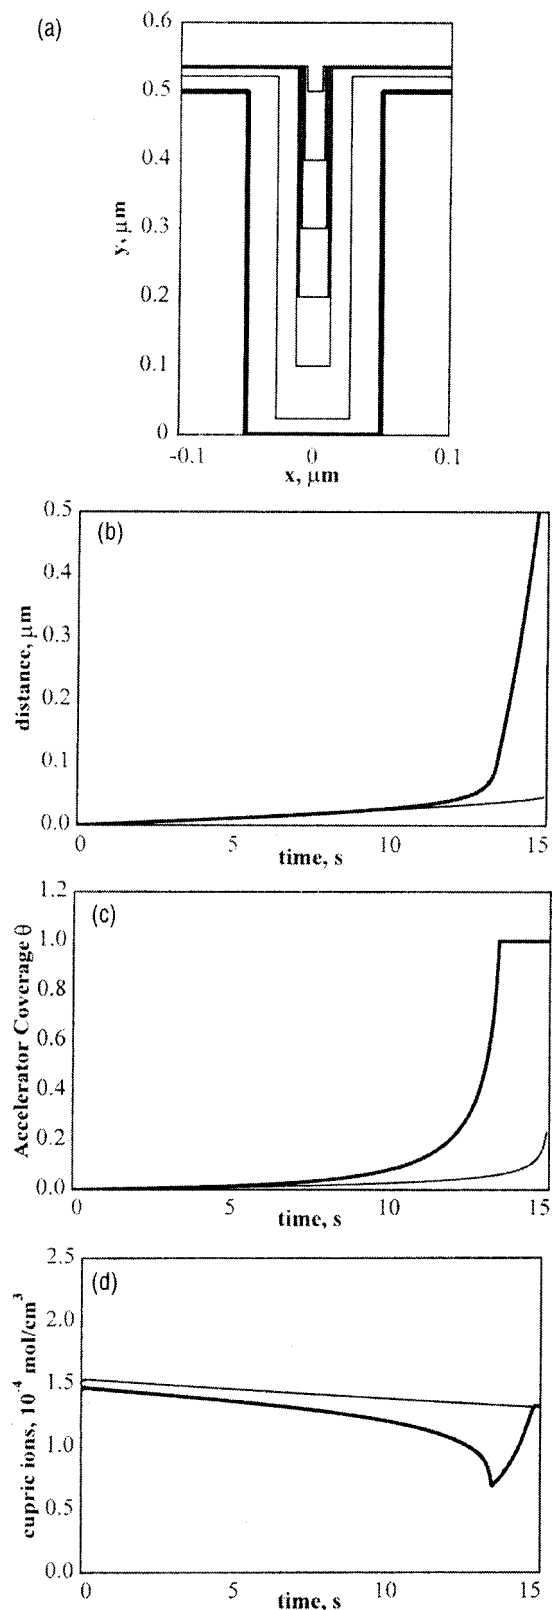 (a)
0.6
0.5
0.4
0.3
0.2
0.1
0
y, μm
-0.1 0 0.1
x, μm
(b)
0.5
0.4
0.3
0.2
0.1
0.0
distance, μm
0 5 10 15
time, s
(c)
1.2
1.0
0.8
0.6
0.4
0.2
0.0
Accelerator Coverage θ
0 5 10 15
time, s
(d)
2.5
2.0
1.5
1.0
0.5
0.0
cupric ions, 10⁻⁴ mol/cm³
0 5 10 15
time, s